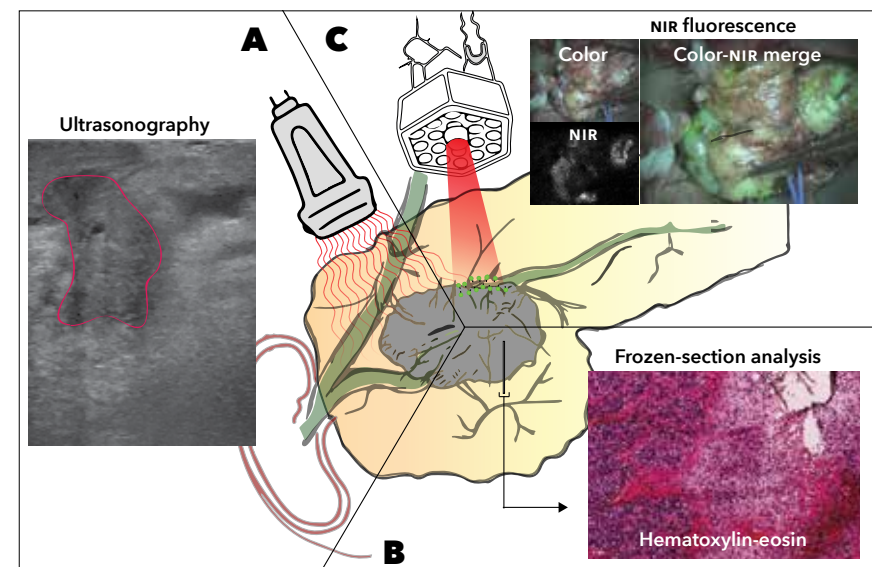 A
C
NIR fluorescence
Color
Color-NIR merge
NIR
Ultrasonography
Frozen-section analysis
Hematoxylin-eosin
B